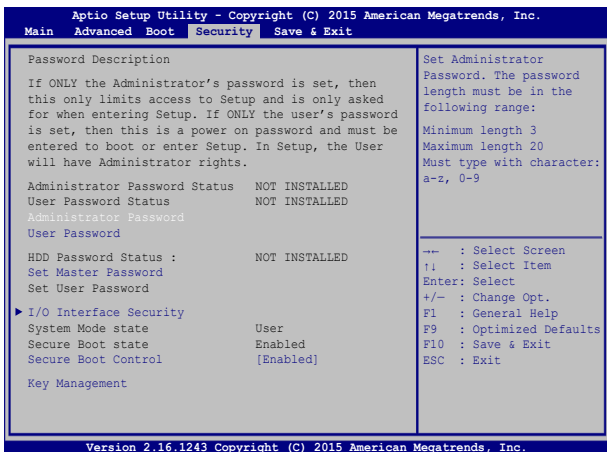 Aptio Setup Utility - Copyright (C) 2015 American Megatrends, Inc.
Main Advanced Boot Security Save & Exit
Password Description
If ONLY the Administrator's password is set, then
this only limits access to Setup and is only asked
for when entering Setup. If ONLY the user's password
is set, then this is a power on password and must be
entered to boot or enter Setup. In Setup, the User
will have Administrator rights.
Administrator Password Status NOT INSTALLED
User Password Status NOT INSTALLED
Administrator Password
User Password
HDD Password Status : NOT INSTALLED
Set Master Password
Set User Password
I/O Interface Security
System Mode state User
Secure Boot state Enabled
Secure Boot Control [Enabled]
Key Management
Set Administrator
Password. The password
length must be in the
following range:
Minimum length 3
Maximum length 20
Must type with character:
a-z, 0-9
→← : Select Screen
↑↓ : Select Item
Enter: Select
+/— : Change Opt.
F1 : General Help
F9 : Optimized Defaults
F10 : Save & Exit
ESC : Exit
Version 2.16.1243 Copyright (C) 2015 American Megatrends, Inc.